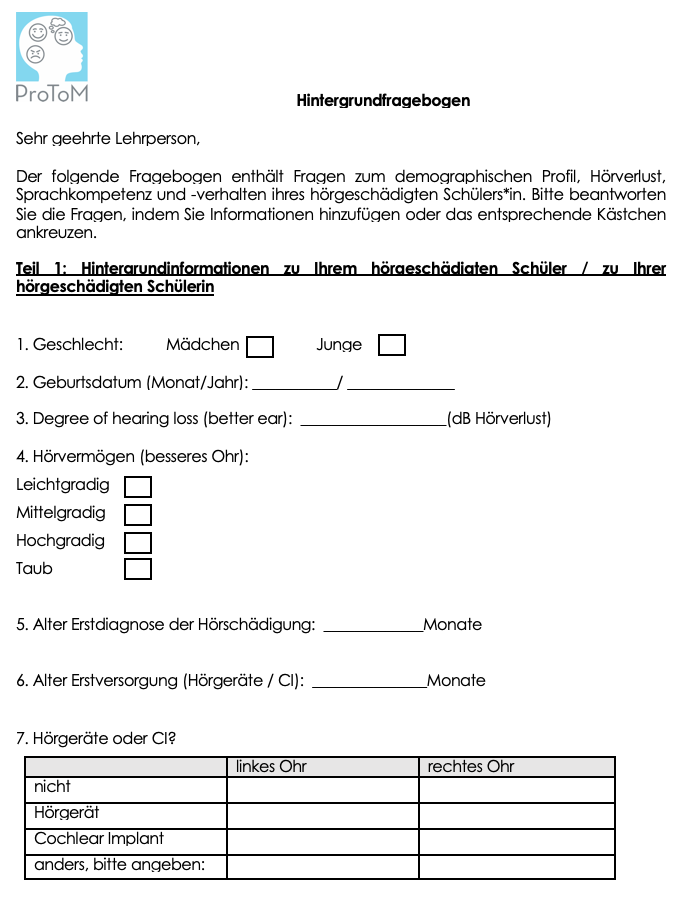 ProToM
Hintergrundfragebogen
Sehr geehrte Lehrperson,
Der folgende Fragebogen enthält Fragen zum demographischen Profil, Hörverlust,
Sprachkompetenz und -verhalten ihres hörgeschädigten Schülers*in. Bitte beantworten
Sie die Fragen, indem Sie Informationen hinzufügen oder das entsprechende Kästchen
ankreuzen.
Teil 1: Hintergrundinformationen zu Ihrem hörgeschädigten Schüler / zu Ihrer
hörgeschädigten Schülerin
1. Geschlecht: Mädchen Junge
2. Geburtsdatum (Monat/Jahr): __________/ _____________
3. Degree of hearing loss (better ear): __________________(dB Hörverlust)
4. Hörvermögen (besseres Ohr):
Leichtgradig
Mittelgradig
Hochgradig
Taub
5. Alter Erstdiagnose der Hörschädigung: ____________Monate
6. Alter Erstversorgung (Hörgeräte / CI): ______________Monate
7. Hörgeräte oder CI?
linkes Ohr rechtes Ohr
nicht
Hörgerät
Cochlear Implant
anders, bitte angeben: